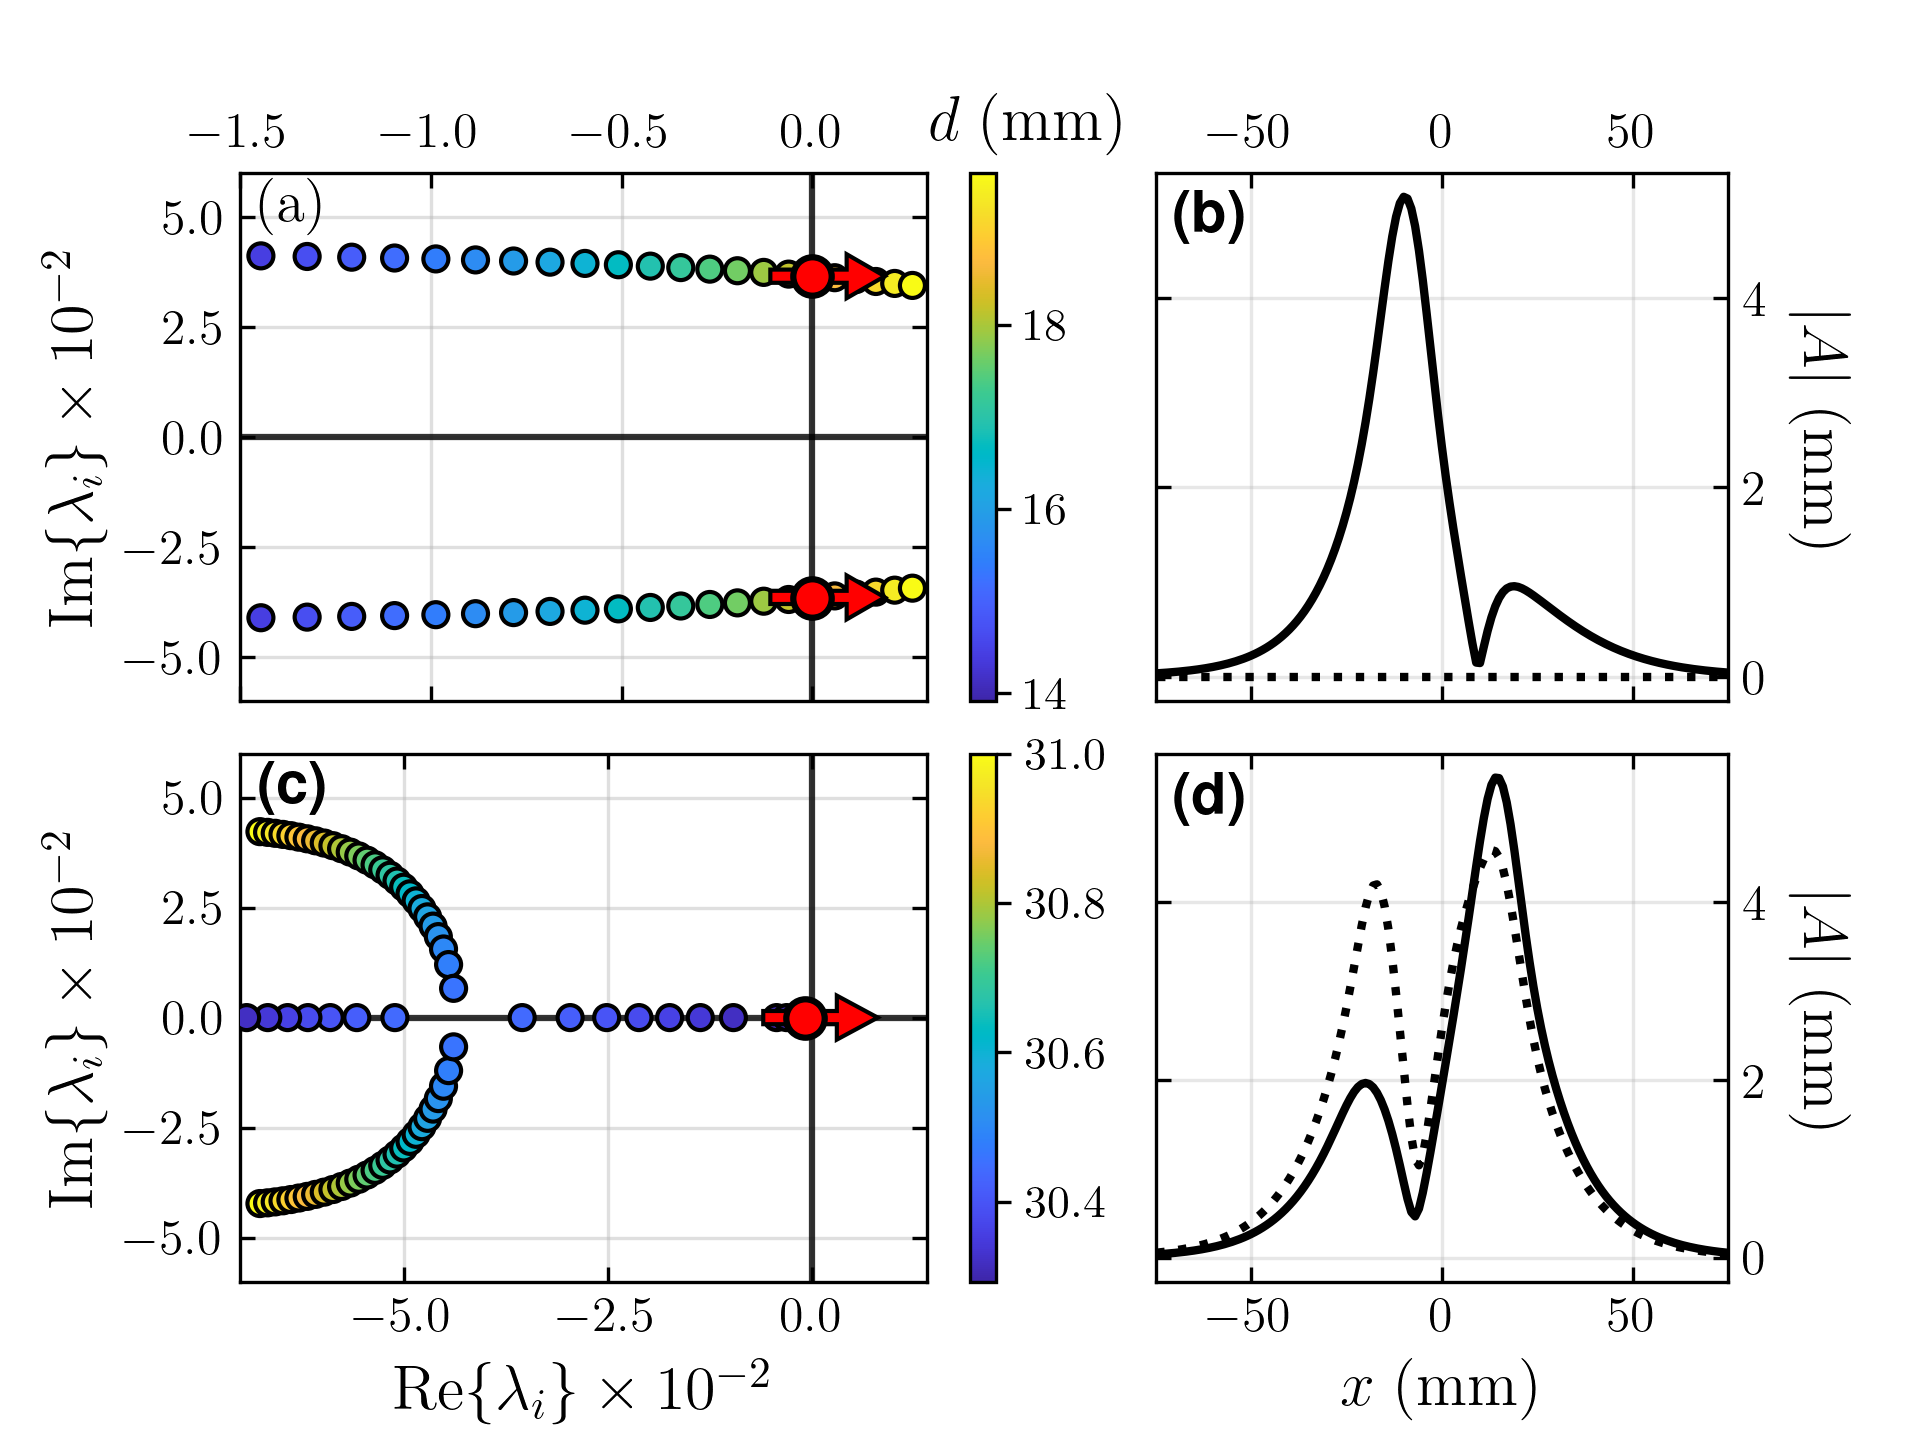 −1.5 −1.0 −0.5 0.0 d (mm) −50 0 50
(a) (b)
5.0
2.5
0.0
−2.5
−5.0
Im{λᵢ} × 10⁻²
18
16
14
4
2
0
|A| (mm)
(c) (d)
5.0
2.5
0.0
−2.5
−5.0
Im{λᵢ} × 10⁻²
31.0
30.8
30.6
30.4
4
2
0
|A| (mm)
−5.0 −2.5 0.0 −50 0 50
Re{λᵢ} × 10⁻² x (mm)